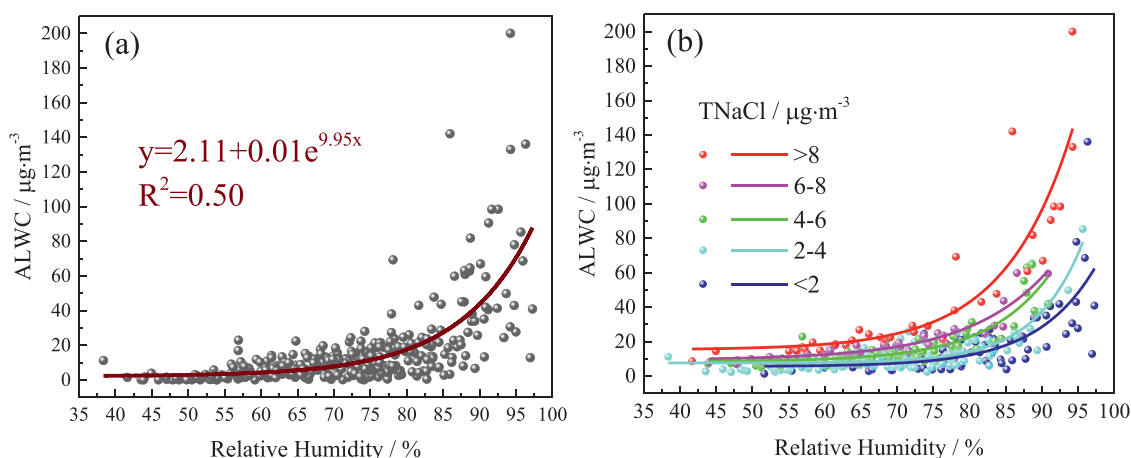 (a)
y=2.11+0.01e^9.95x
R²=0.50
ALWC / μg·m⁻³
200
180
160
140
120
100
80
60
40
20
0
35 40 45 50 55 60 65 70 75 80 85 90 95 100
Relative Humidity / %
(b)
TNaCl / μg·m⁻³
>8
6-8
4-6
2-4
<2
ALWC / μg·m⁻³
200
180
160
140
120
100
80
60
40
20
0
35 40 45 50 55 60 65 70 75 80 85 90 95 100
Relative Humidity / %